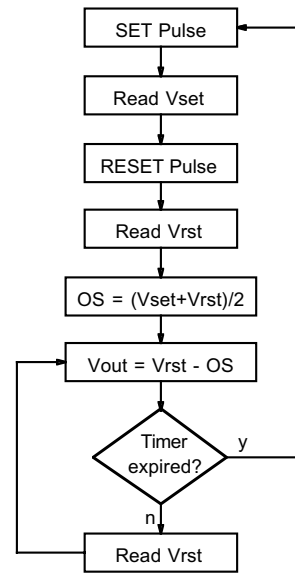 SET Pulse
Read Vset
RESET Pulse
Read Vrst
OS = (Vset+Vrst)/2
Vout = Vrst - OS
Timer
expired?
y
n
Read Vrst